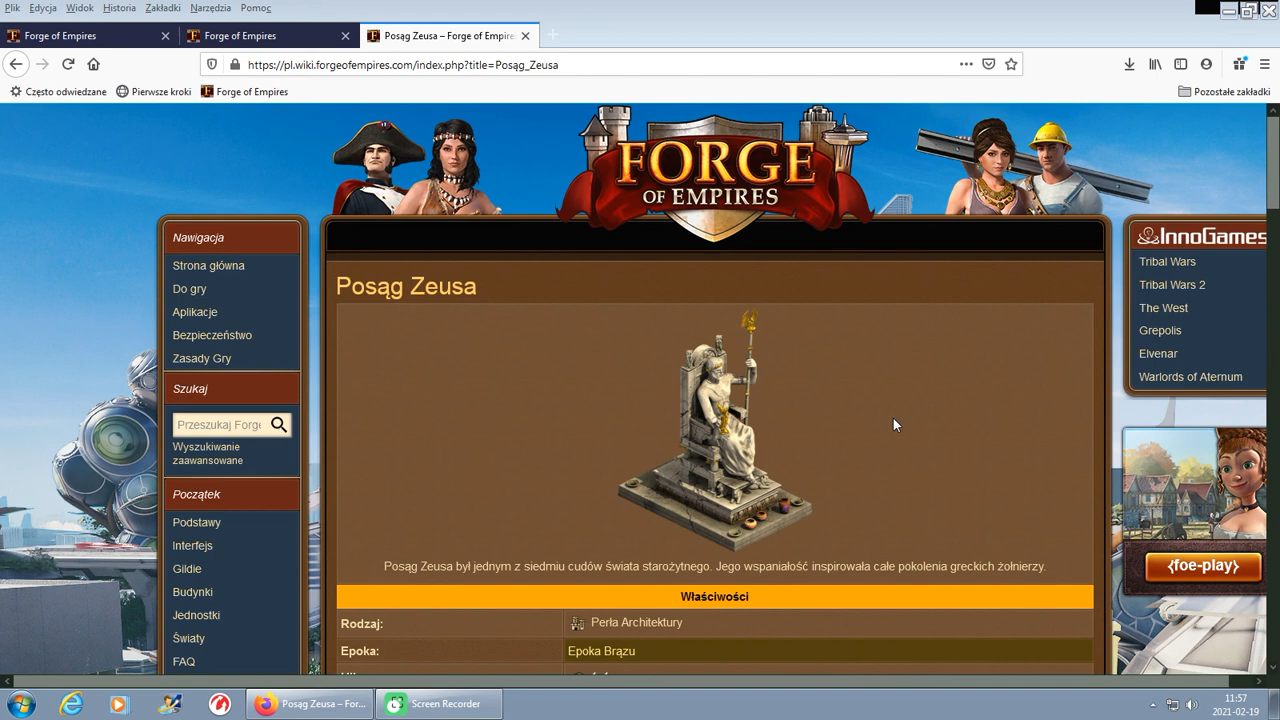 Plik Edycja Widok Historia Zakładki Narzędzia Pomoc
Forge of Empires
Forge of Empires
Posąg Zeusa – Forge of Empire
https://pl.wiki.forgeofempires.com/index.php?title=Posąg_Zeusa
Często odwiedzane
Pierwsze kroki
Forge of Empires
Pozostałe zakładki
FORGE
OF EMPIRES
Nawigacja
Strona główna
Do gry
Aplikacje
Bezpieczeństwo
Zasady Gry
Szukaj
Przeszukaj Forge
Wyszukiwanie
zaawansowane
Początek
Podstawy
Interfejs
Gildie
Budynki
Jednostki
Światy
FAQ
Posąg Zeusa
Posąg Zeusa był jednym z siedmiu cudów świata starożytnego. Jego wspaniałość inspirowała całe pokolenia greckich żołnierzy.
Właściwości
Rodzaj: Perła Architektury
Epoka: Epoka Brązu
InnoGames
Tribal Wars
Tribal Wars 2
The West
Grepolis
Elvenar
Warlords of Aternum
{foe-play}
Posąg Zeusa – For...
Screen Recorder
11:57
2021-02-19